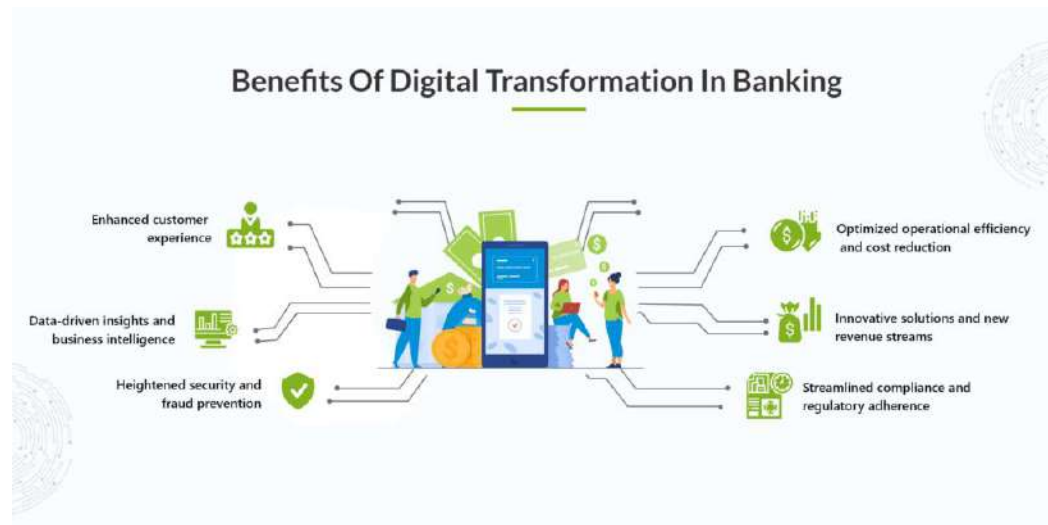 Benefits Of Digital Transformation In Banking
Enhanced customer
experience
Data-driven insights and
business intelligence
Heightened security and
fraud prevention
Optimized operational efficiency
and cost reduction
Innovative solutions and new
revenue streams
Streamlined compliance and
regulatory adherence